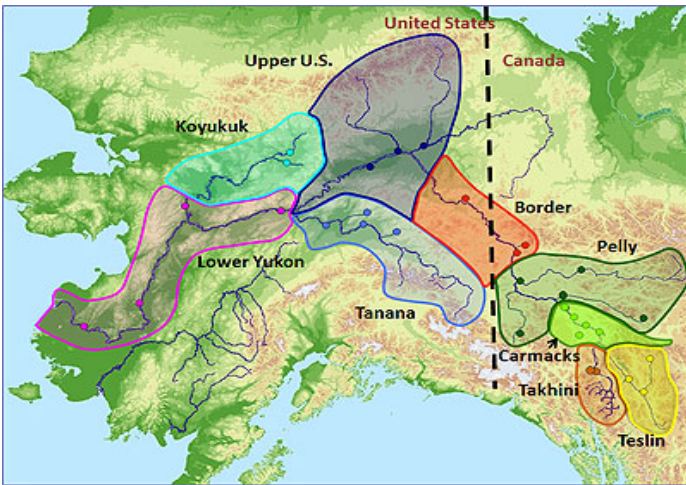 United States
Upper U.S.
Canada
Koyukuk
Border
Pelly
Lower Yukon
Tanana
Carmacks
Takhini
Teslin